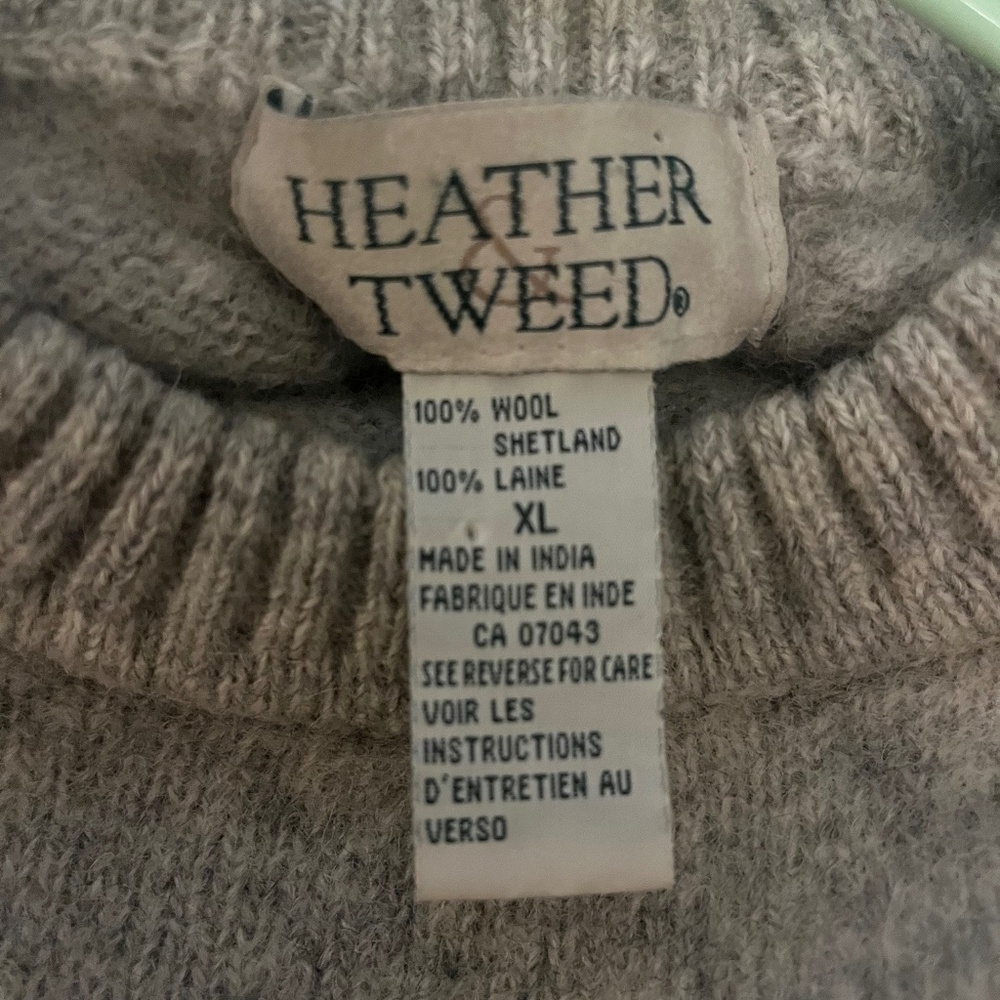 HEATHER
&
TWEED®
100% WOOL
SHETLAND
100% LAINE
XL
MADE IN INDIA
FABRIQUE EN INDE
CA 07043
SEE REVERSE FOR CARE
VOIR LES
INSTRUCTIONS
D'ENTRETIEN AU
VERSO